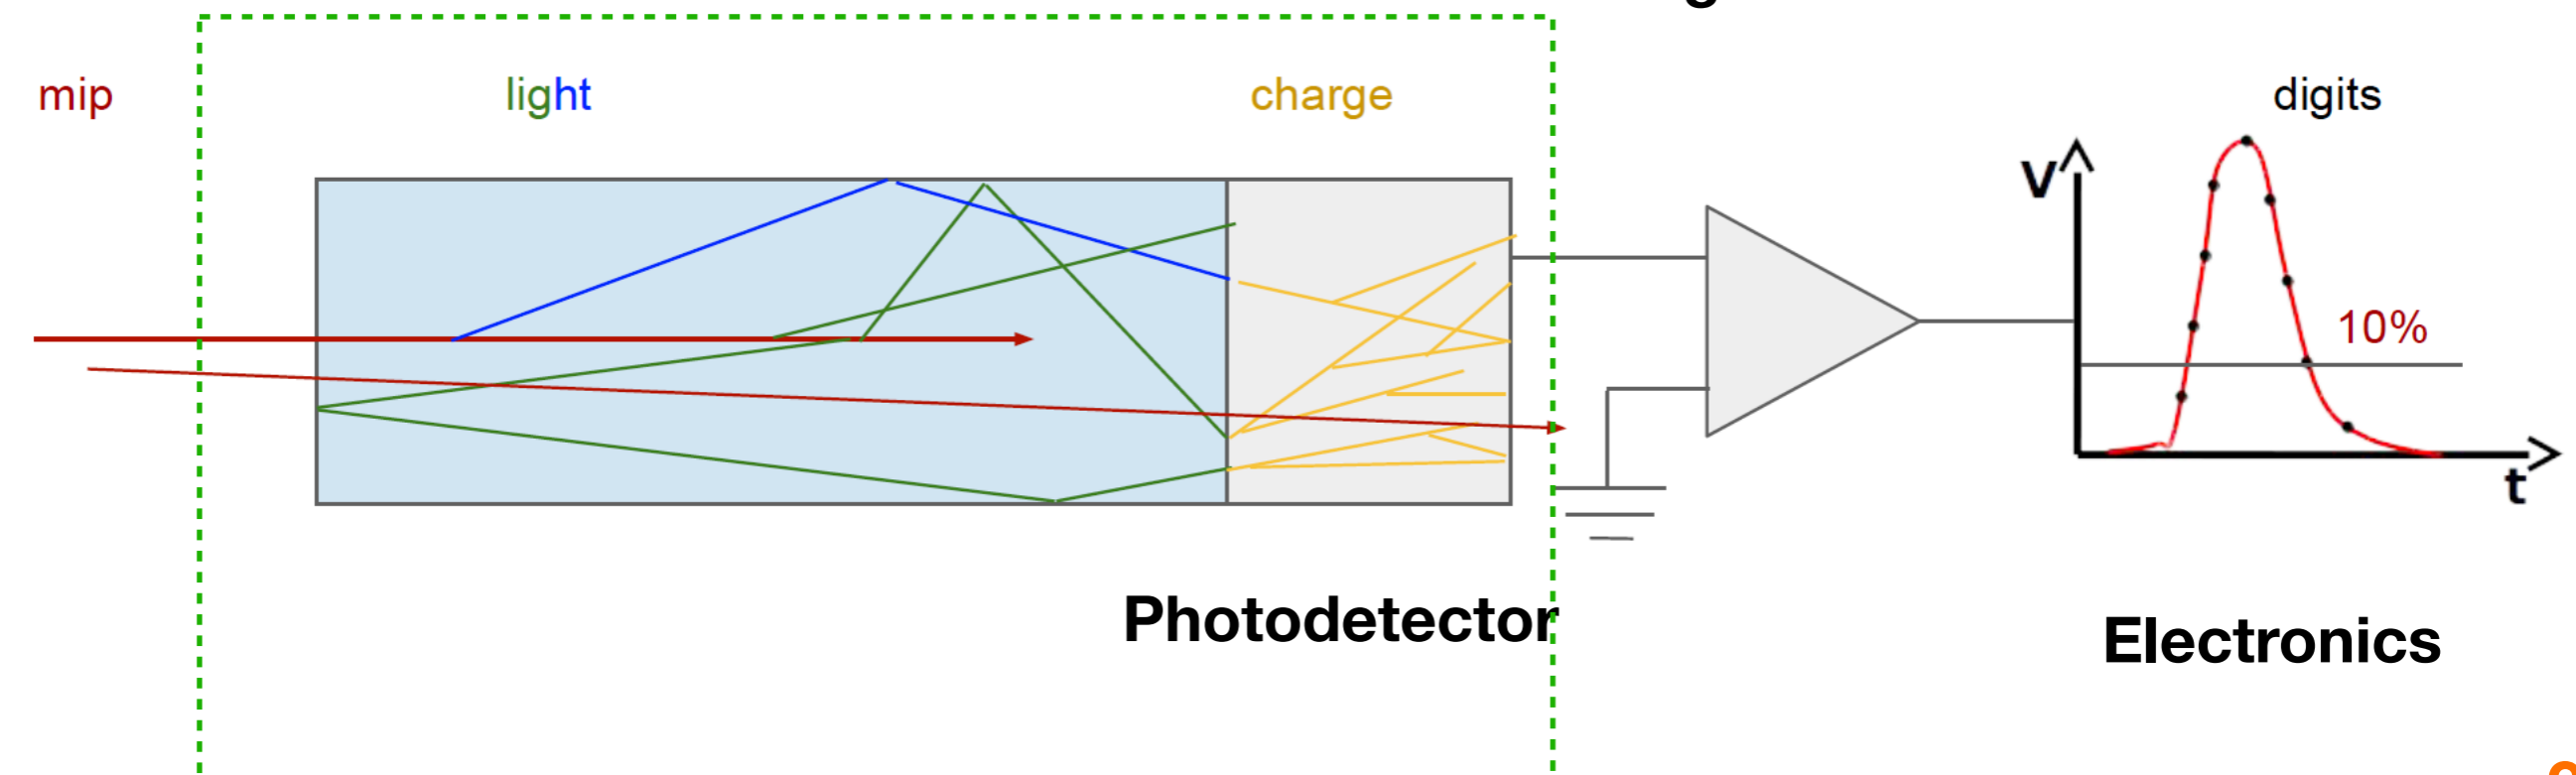 mip
light
charge
digits
V
10%
t
Photodetector
Electronics